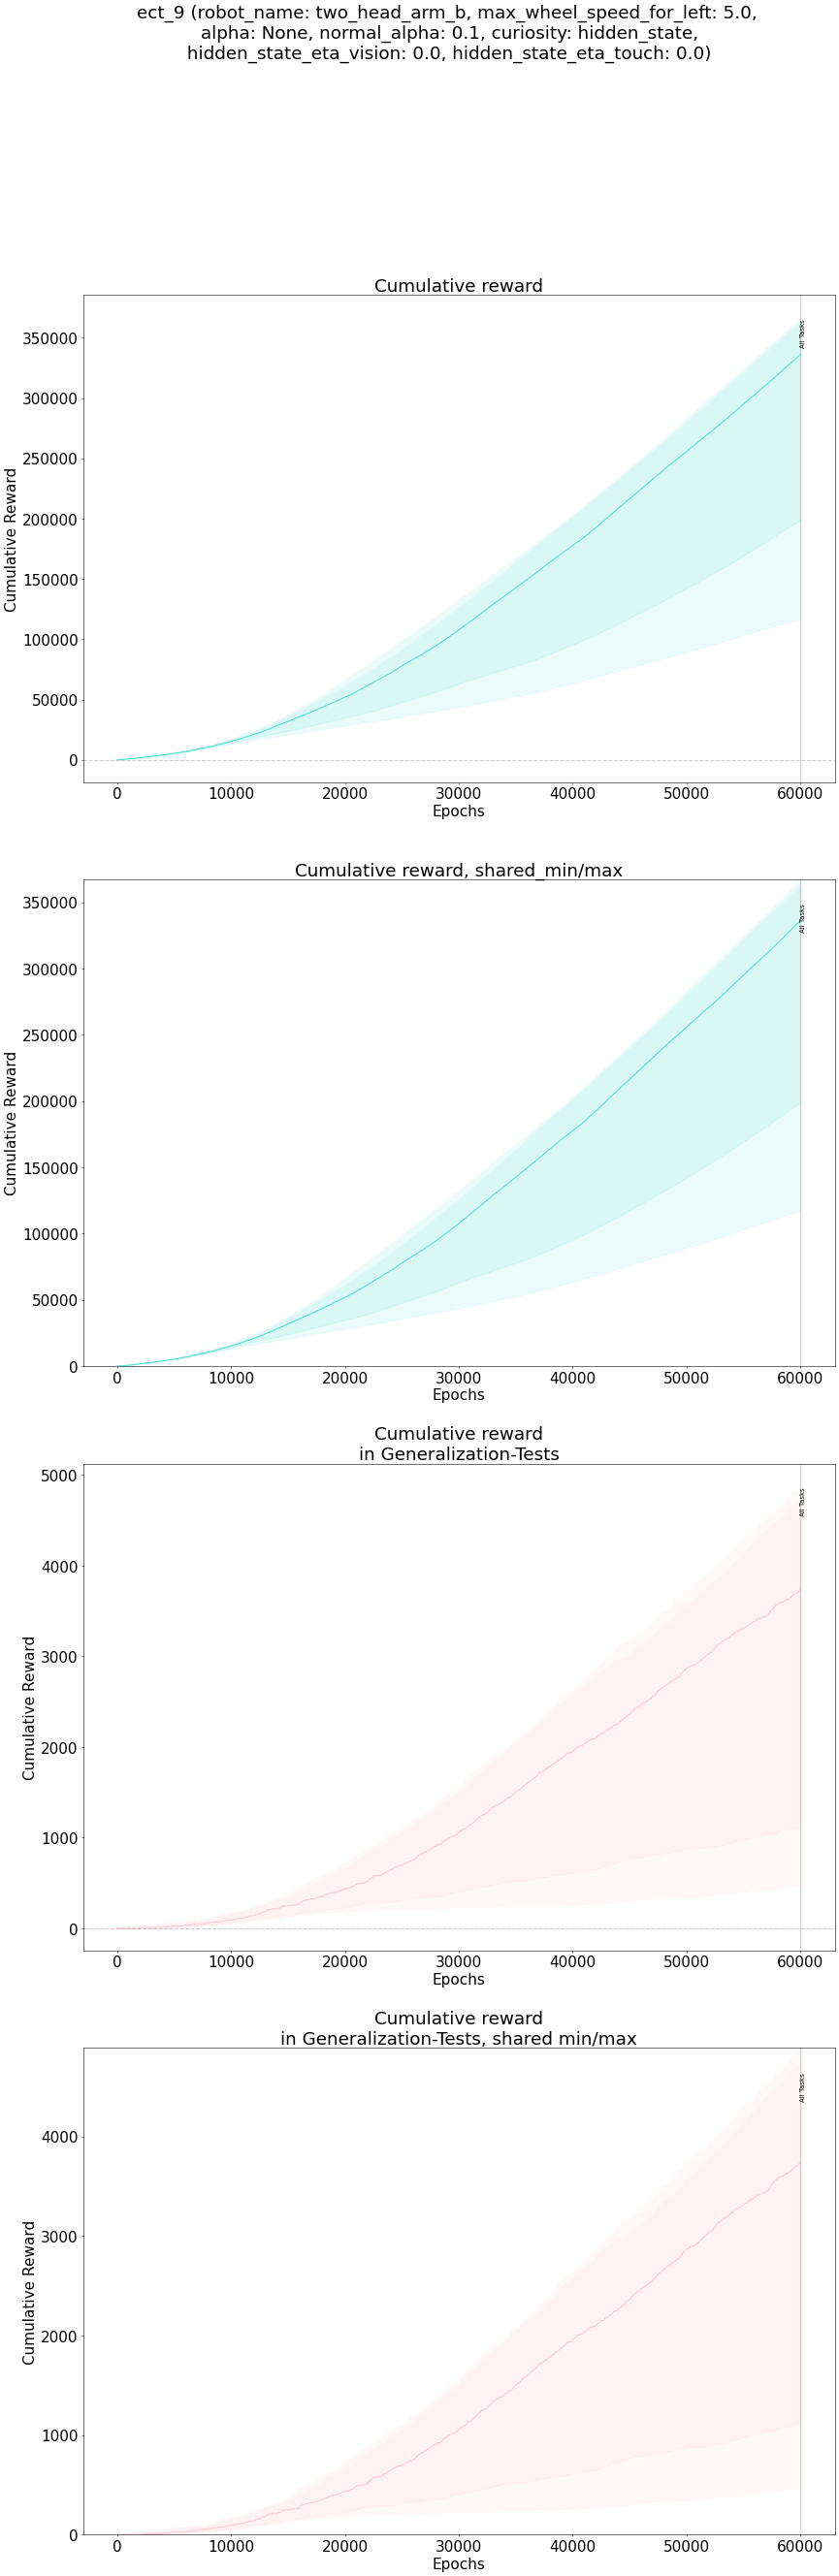 ect_9 (robot_name: two_head_arm_b, max_wheel_speed_for_left: 5.0,
alpha: None, normal_alpha: 0.1, curiosity: hidden_state,
hidden_state_eta_vision: 0.0, hidden_state_eta_touch: 0.0)
Cumulative reward
All Tasks
350000
300000
250000
200000
150000
100000
50000
0
Cumulative Reward
0 10000 20000 30000 40000 50000 60000
Epochs
Cumulative reward, shared_min/max
All Tasks
350000
300000
250000
200000
150000
100000
50000
0
Cumulative Reward
0 10000 20000 30000 40000 50000 60000
Epochs
Cumulative reward
in Generalization-Tests
All Tasks
5000
4000
3000
2000
1000
0
Cumulative Reward
0 10000 20000 30000 40000 50000 60000
Epochs
Cumulative reward
in Generalization-Tests, shared min/max
All Tasks
4000
3000
2000
1000
0
Cumulative Reward
0 10000 20000 30000 40000 50000 60000
Epochs